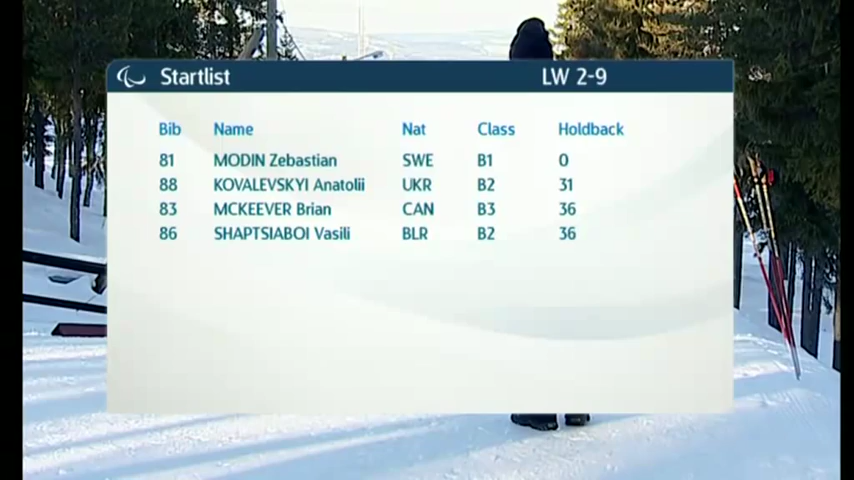 Startlist LW 2-9
Bib Name Nat Class Holdback
81 MODIN Zebastian SWE B1 0
88 KOVALEVSKYI Anatolii UKR B2 31
83 MCKEEVER Brian CAN B3 36
86 SHAPTSIABOI Vasili BLR B2 36